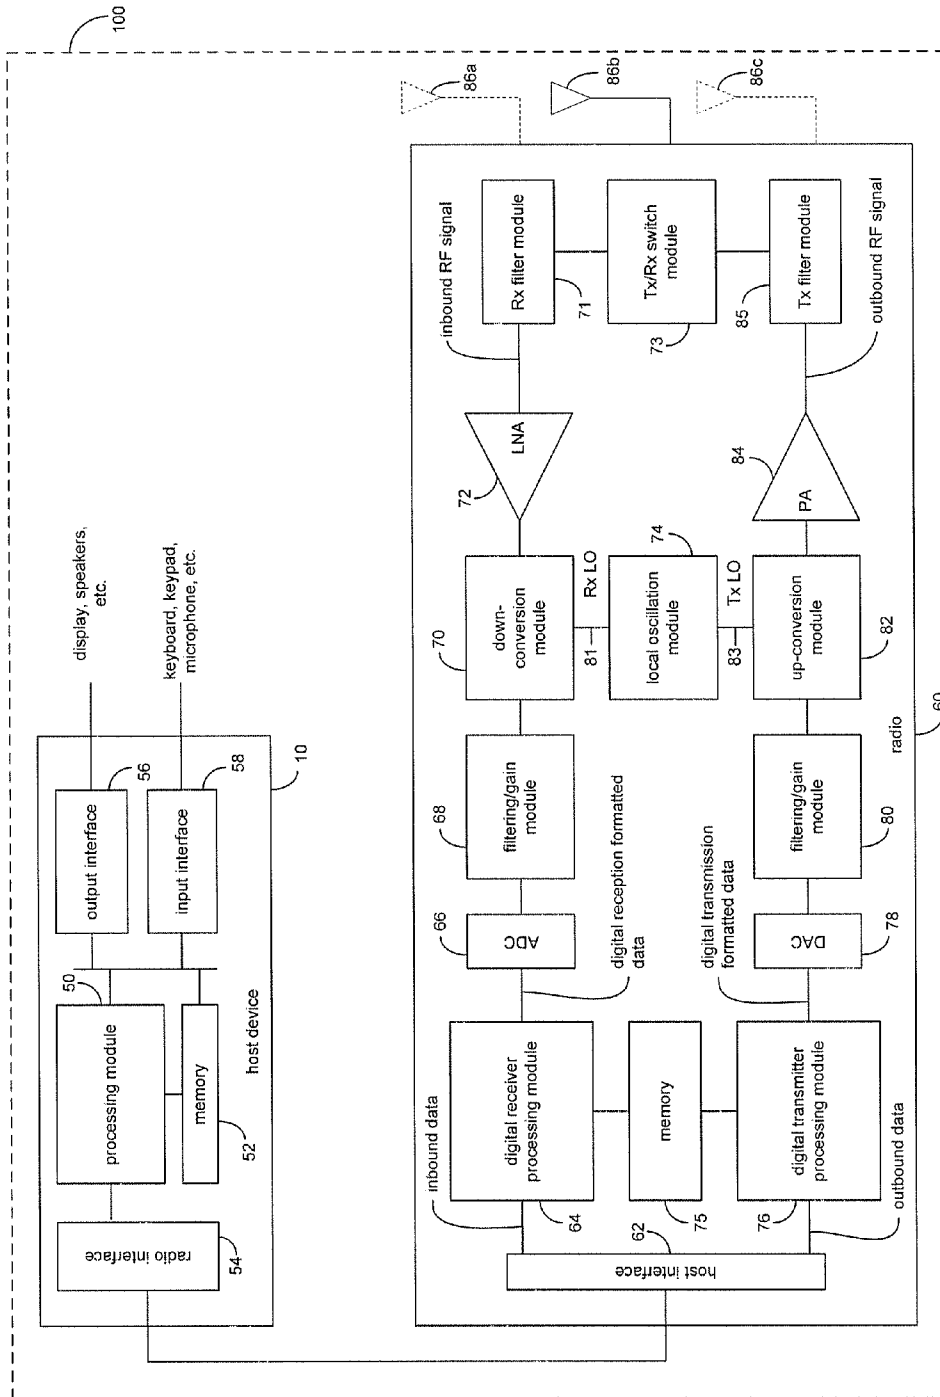 100
display, speakers,
etc.
keyboard, keypad,
microphone, etc.
output interface
56
input interface
58
10
50
processing module
memory
52
host device
radio interface
54
86a
86b
86c
inbound RF signal
Rx filter module
71
Tx/Rx switch
module
73
Tx filter module
85
outbound RF signal
LNA
72
PA
84
down-
conversion
module
70
Rx LO
81
local oscillation
module
74
Tx LO
83
up-conversion
module
82
filtering/gain
module
68
filtering/gain
module
80
radio
60
ADC
66
digital reception formatted
data
DAC
78
digital transmission
formatted data
inbound data
digital receiver
processing module
64
memory
75
digital transmitter
processing module
76
outbound data
host interface
62